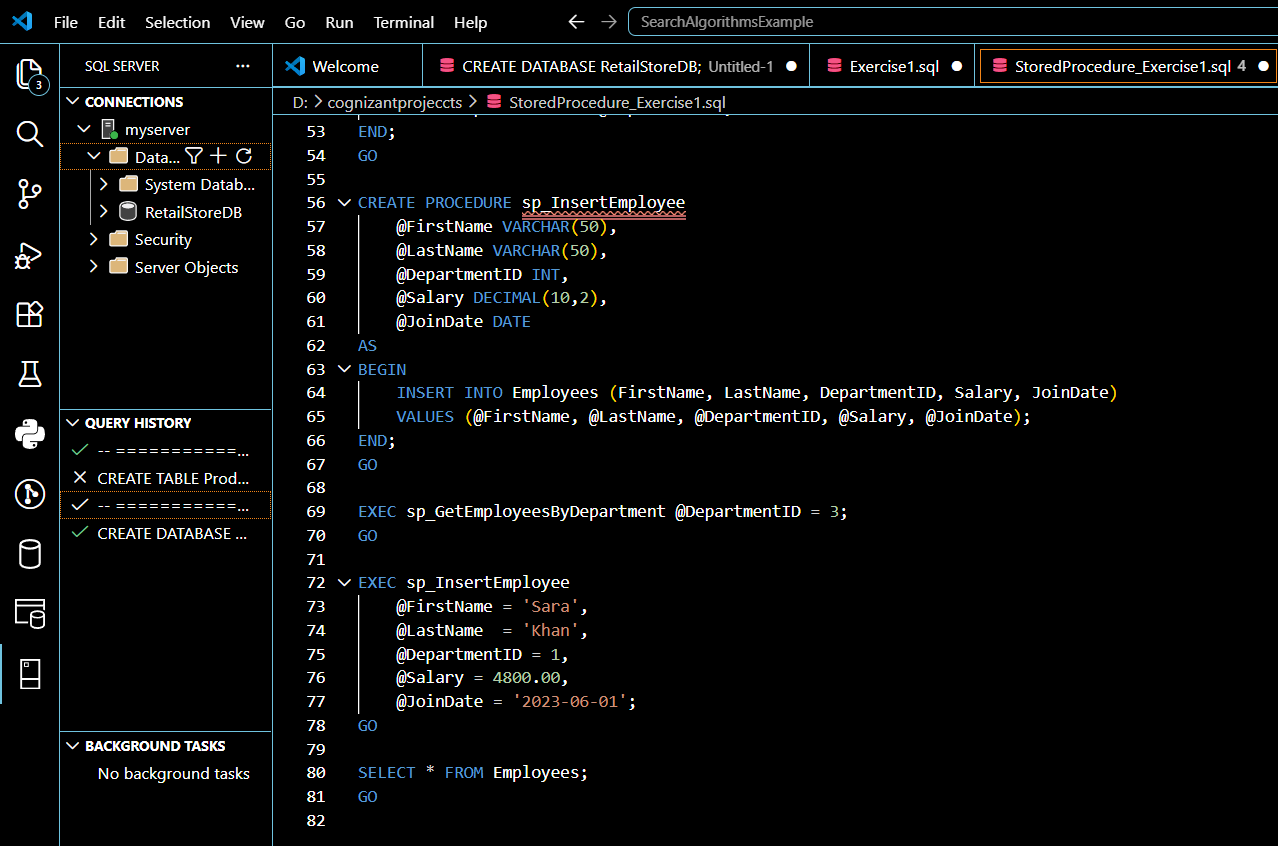 File Edit Selection View Go Run Terminal Help SearchAlgorithmsExample
3
SQL SERVER ···
Welcome CREATE DATABASE RetailStoreDB; Untitled-1 Exercise1.sql StoredProcedure_Exercise1.sql 4
D: > cognizantprojeccts > StoredProcedure_Exercise1.sql
CONNECTIONS
myserver
Data...
System Datab...
RetailStoreDB
Security
Server Objects
QUERY HISTORY
-- ===========...
CREATE TABLE Prod...
-- ===========...
CREATE DATABASE ...
BACKGROUND TASKS
No background tasks
53 END;
54 GO
55
56 CREATE PROCEDURE sp_InsertEmployee
57 @FirstName VARCHAR(50),
58 @LastName VARCHAR(50),
59 @DepartmentID INT,
60 @Salary DECIMAL(10,2),
61 @JoinDate DATE
62 AS
63 BEGIN
64 INSERT INTO Employees (FirstName, LastName, DepartmentID, Salary, JoinDate)
65 VALUES (@FirstName, @LastName, @DepartmentID, @Salary, @JoinDate);
66 END;
67 GO
68
69 EXEC sp_GetEmployeesByDepartment @DepartmentID = 3;
70 GO
71
72 EXEC sp_InsertEmployee
73 @FirstName = 'Sara',
74 @LastName  = 'Khan',
75 @DepartmentID = 1,
76 @Salary = 4800.00,
77 @JoinDate = '2023-06-01';
78 GO
79
80 SELECT * FROM Employees;
81 GO
82